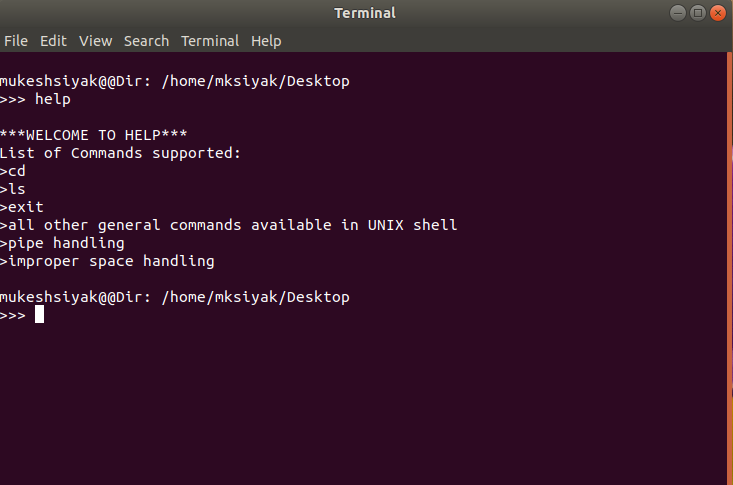 Terminal
File Edit View Search Terminal Help
mukeshsiyak@@Dir: /home/mksiyak/Desktop
>>> help
***WELCOME TO HELP***
List of Commands supported:
>cd
>ls
>exit
>all other general commands available in UNIX shell
>pipe handling
>improper space handling
mukeshsiyak@@Dir: /home/mksiyak/Desktop
>>>